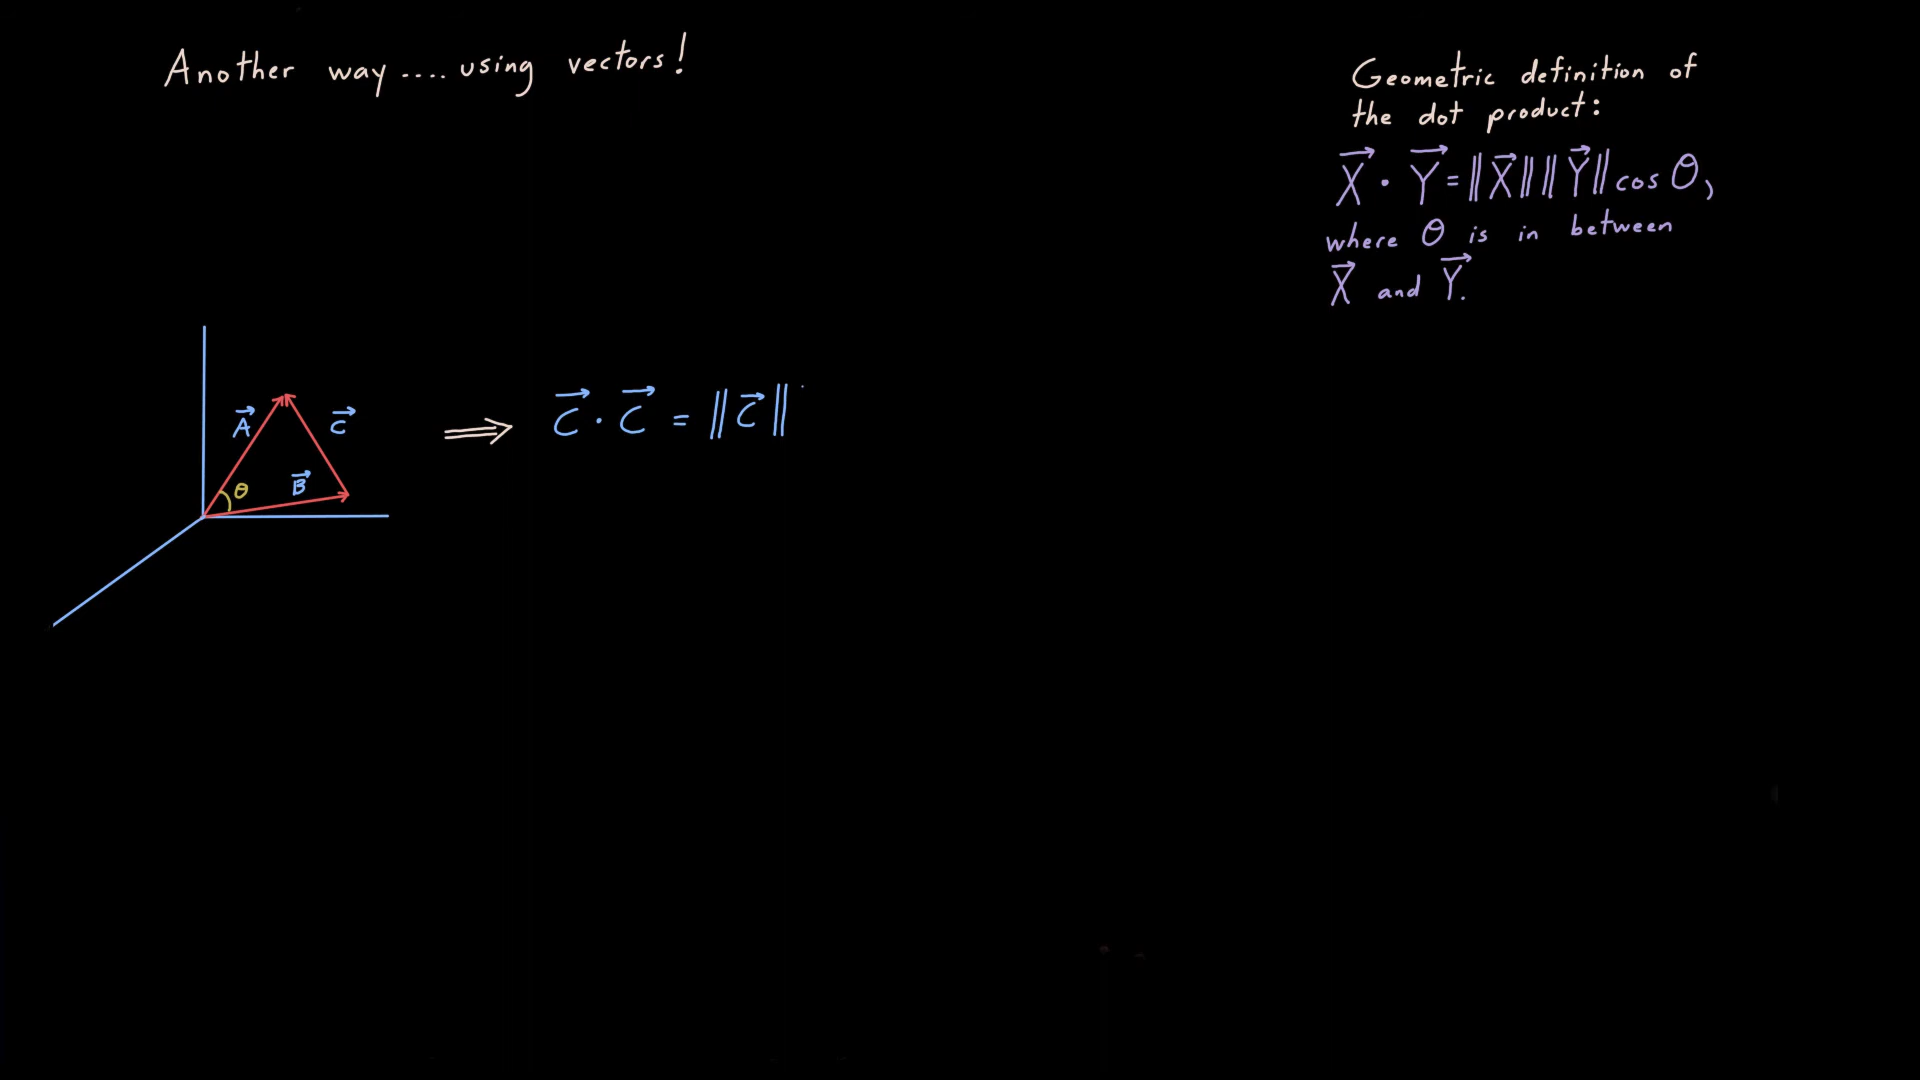 Another way .... using vectors!
Geometric definition of
the dot product:
X⃗ · Y⃗ = ‖X⃗‖ ‖Y⃗‖ cos θ,
where θ is in between
X⃗ and Y⃗.
A⃗
C⃗
θ
B⃗
⟹ C⃗ · C⃗ = ‖C⃗‖